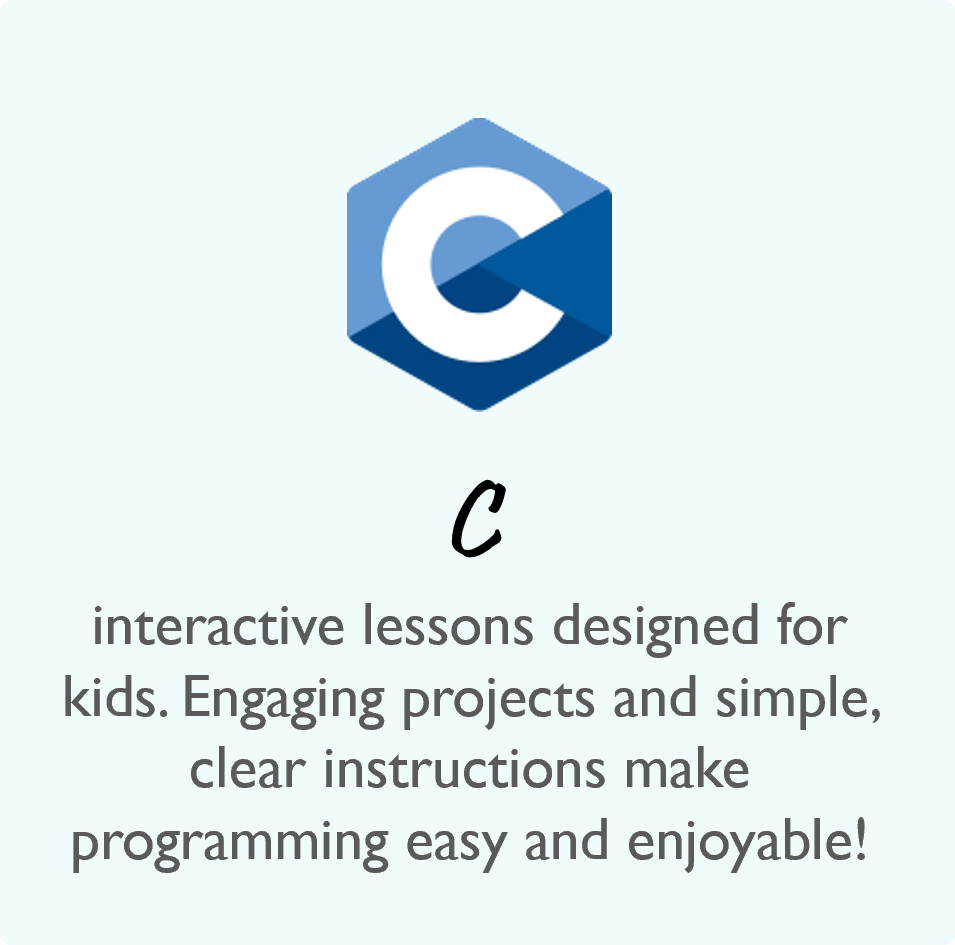 C
C
interactive lessons designed for
kids. Engaging projects and simple,
clear instructions make
programming easy and enjoyable!